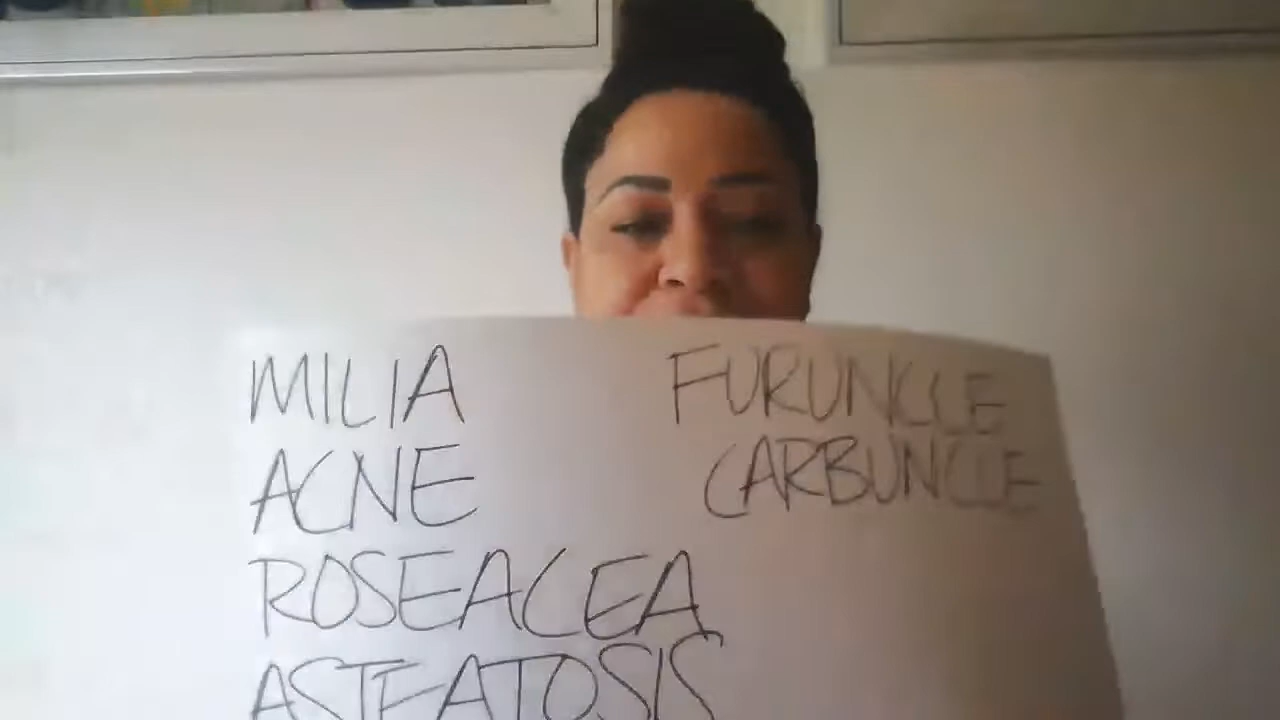 MILIA
ACNE
ROSEACEA
ASTEATOSIS
FURUNCLE
CARBUNCLE